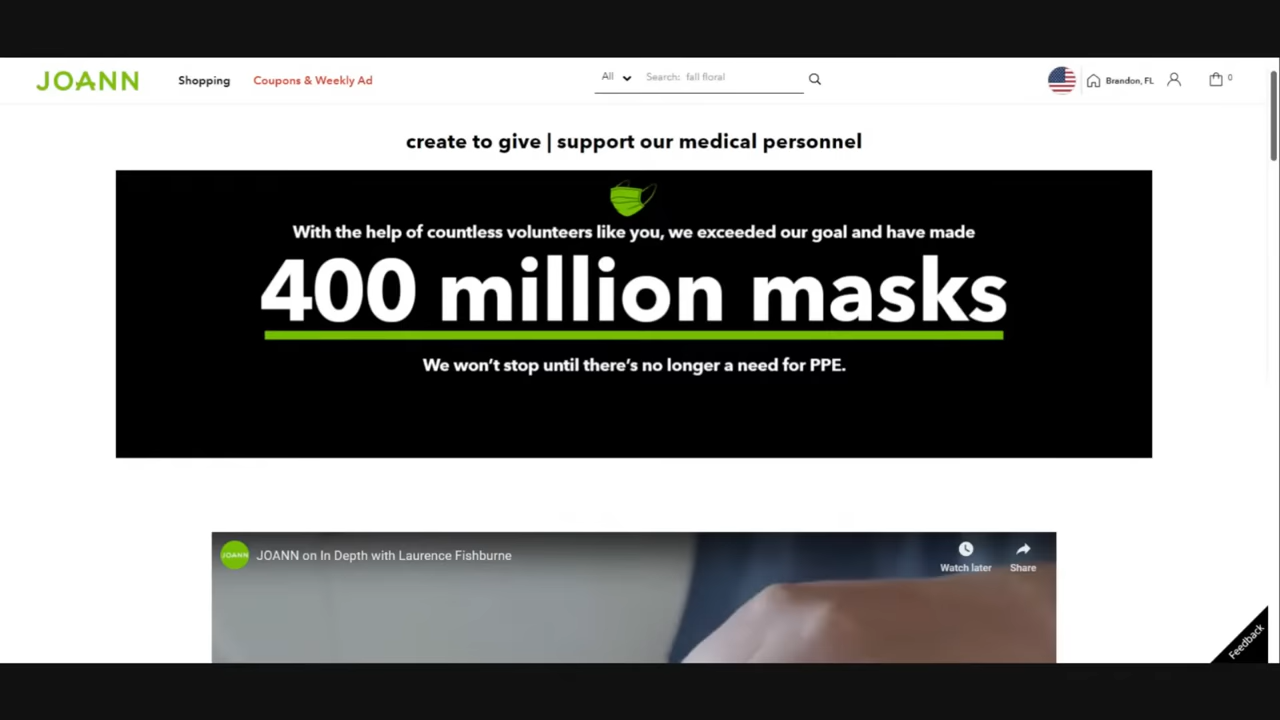 JOANN
Shopping
Coupons & Weekly Ad
All
Search: fall floral
Brandon, FL
0
create to give | support our medical personnel
With the help of countless volunteers like you, we exceeded our goal and have made
400 million masks
We won't stop until there's no longer a need for PPE.
JOANN
JOANN on In Depth with Laurence Fishburne
Watch later
Share
Feedback